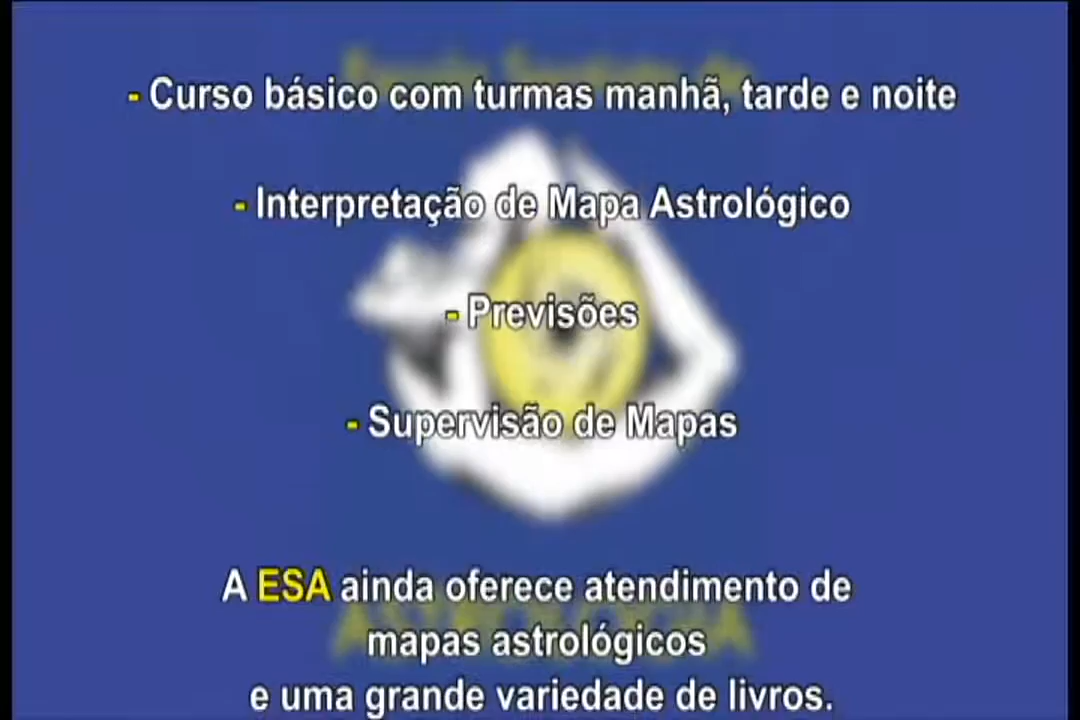 - Curso básico com turmas manhã, tarde e noite
- Interpretação de Mapa Astrológico
- Previsões
- Supervisão de Mapas
A ESA ainda oferece atendimento de
mapas astrológicos
e uma grande variedade de livros.